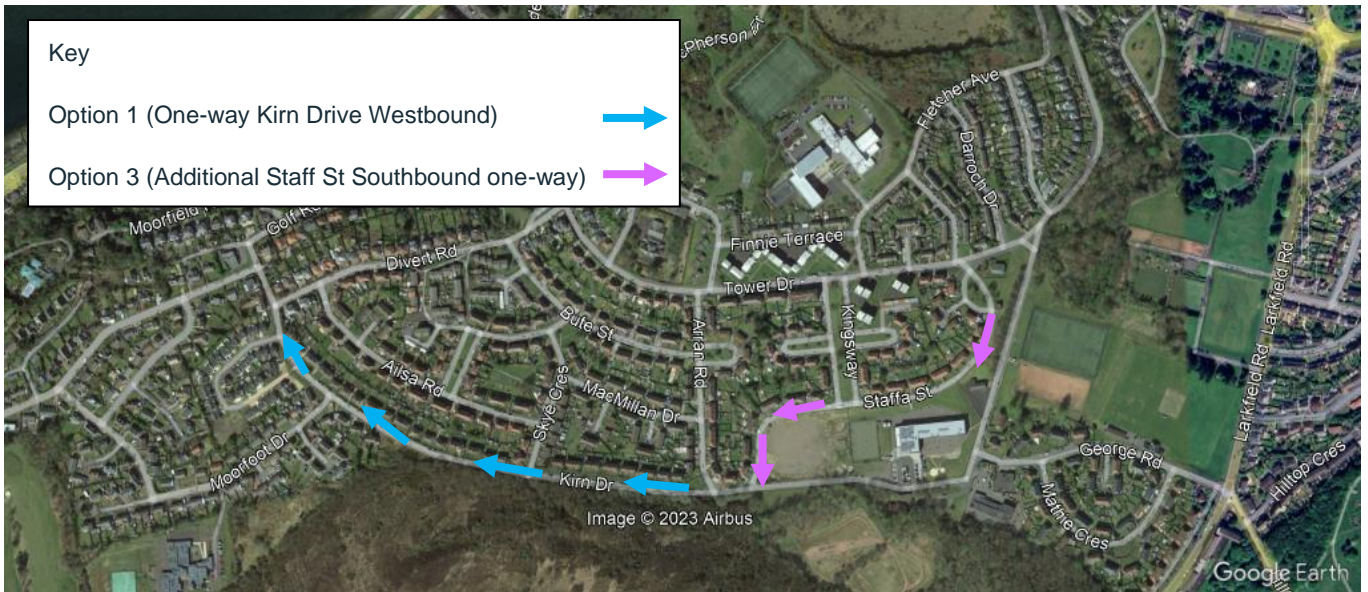 Key
Option 1 (One-way Kirn Drive Westbound)
Option 3 (Additional Staff St Southbound one-way)
Pherson
Fletcher Ave
Darroch Dr
Larkfield Rd
Moorfield
Golf
Divert Rd
Finnie Terrace
Tower Dr
Bute St
Arran Rd
Kingsway
Larkfield Rd
Ailsa Rd
MacMillan Dr
Staffa St
Skye Cres
Moorfoot Dr
Kirn Dr
George Rd
Hilltop Cres
Mathie Cres
Image © 2023 Airbus
Google Earth